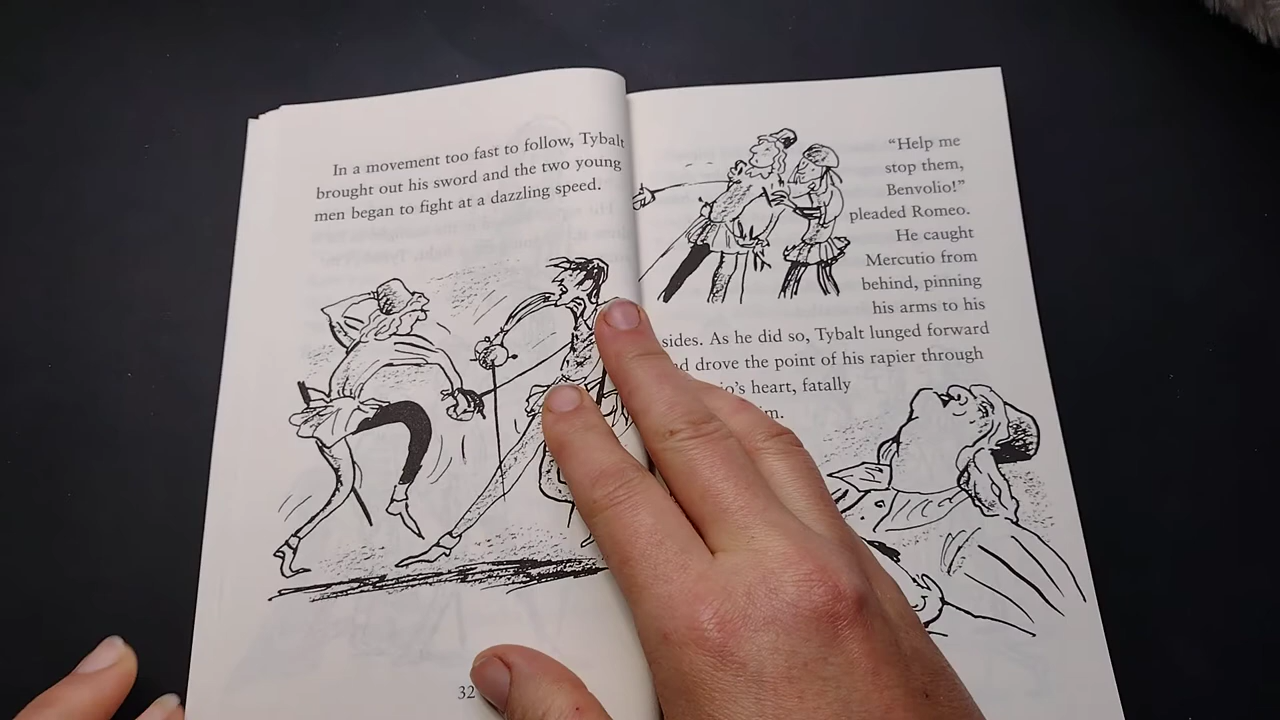 In a movement too fast to follow, Tybalt
brought out his sword and the two young
men began to fight at a dazzling speed.
32
“Help me
stop them,
Benvolio!”
pleaded Romeo.
He caught
Mercutio from
behind, pinning
his arms to his
sides. As he did so, Tybalt lunged forward
drove the point of his rapier through
heart, fatally